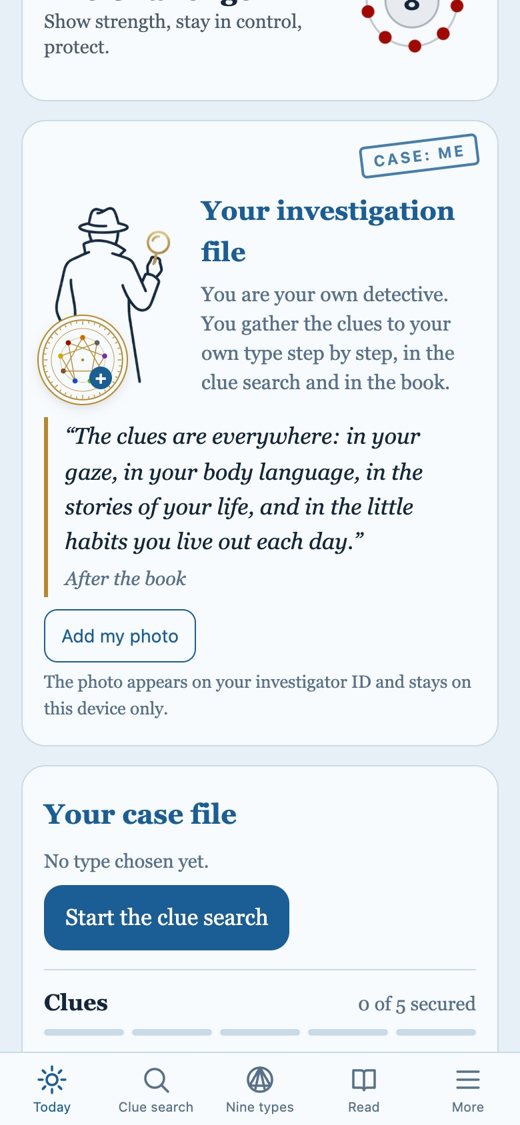 Show strength, stay in control,
protect.
8
CASE: ME
Your investigation
file
You are your own detective.
You gather the clues to your
own type step by step, in the
clue search and in the book.
“The clues are everywhere: in your
gaze, in your body language, in the
stories of your life, and in the little
habits you live out each day.”
After the book
Add my photo
The photo appears on your investigator ID and stays on
this device only.
Your case file
No type chosen yet.
Start the clue search
Clues
0 of 5 secured
Today
Clue search
Nine types
Read
More